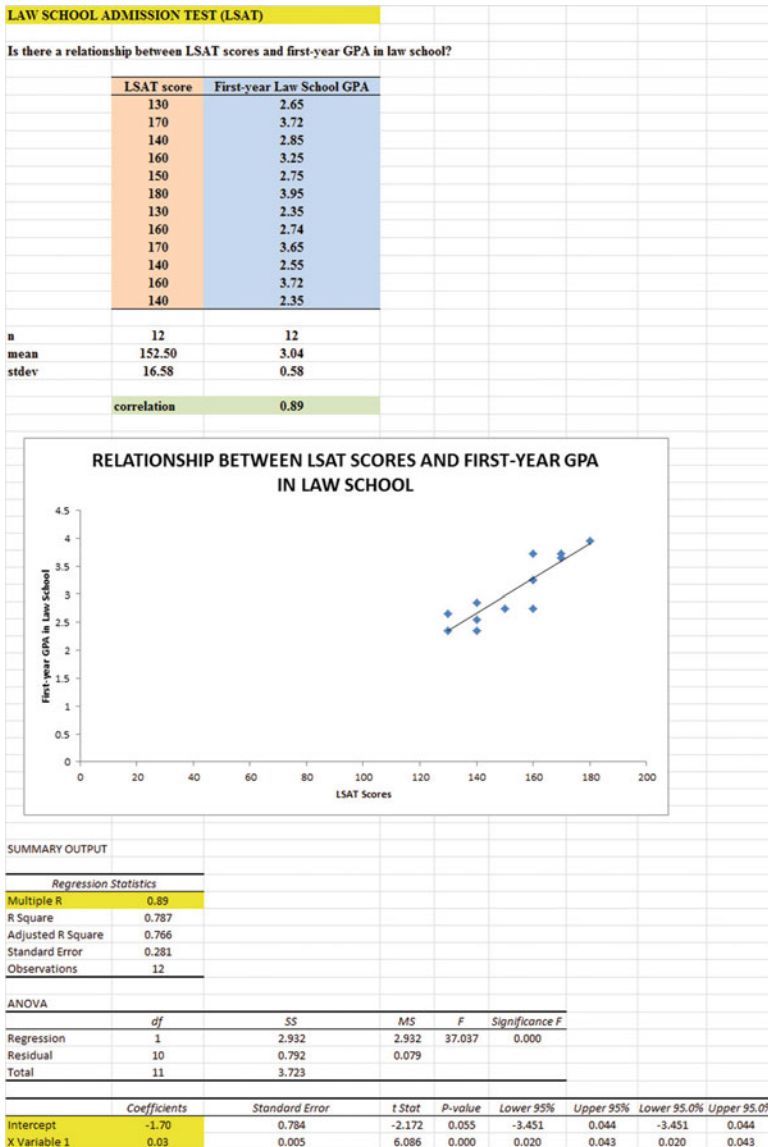 LAW SCHOOL ADMISSION TEST (LSAT)
Is there a relationship between LSAT scores and first-year GPA in law school?
LSAT score First-year Law School GPA
130 2.65
170 3.72
140 2.85
160 3.25
150 2.75
180 3.95
130 2.35
160 2.74
170 3.65
140 2.55
160 3.72
140 2.35
n 12 12
mean 152.50 3.04
stdev 16.58 0.58
correlation 0.89
RELATIONSHIP BETWEEN LSAT SCORES AND FIRST-YEAR GPA
IN LAW SCHOOL
First-year GPA in Law School
4.5
4
3.5
3
2.5
2
1.5
1
0.5
0
0 20 40 60 80 100 120 140 160 180 200
LSAT Scores
SUMMARY OUTPUT
Regression Statistics
Multiple R 0.89
R Square 0.787
Adjusted R Square 0.766
Standard Error 0.281
Observations 12
ANOVA
df SS MS F Significance F
Regression 1 2.932 2.932 37.037 0.000
Residual 10 0.792 0.079
Total 11 3.723
Coefficients Standard Error t Stat P-value Lower 95% Upper 95% Lower 95.0% Upper 95.0%
Intercept -1.70 0.784 -2.172 0.055 -3.451 0.044 -3.451 0.044
X Variable 1 0.03 0.005 6.086 0.000 0.020 0.043 0.020 0.043